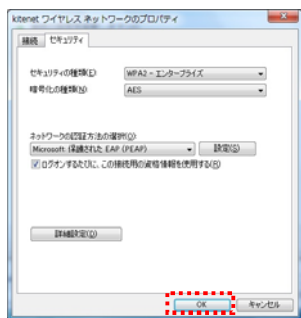 kitenet ワイヤレス ネットワークのプロパティ
接続 セキュリティ
セキュリティの種類(E) WPA2 - エンタープライズ
暗号化の種類(N): AES
ネットワークの認証方法の選択(O):
Microsoft: 保護された EAP (PEAP) 設定(S)
ログオンするたびに、この接続用の資格情報を使用する(R)
詳細設定(D)
OK キャンセル